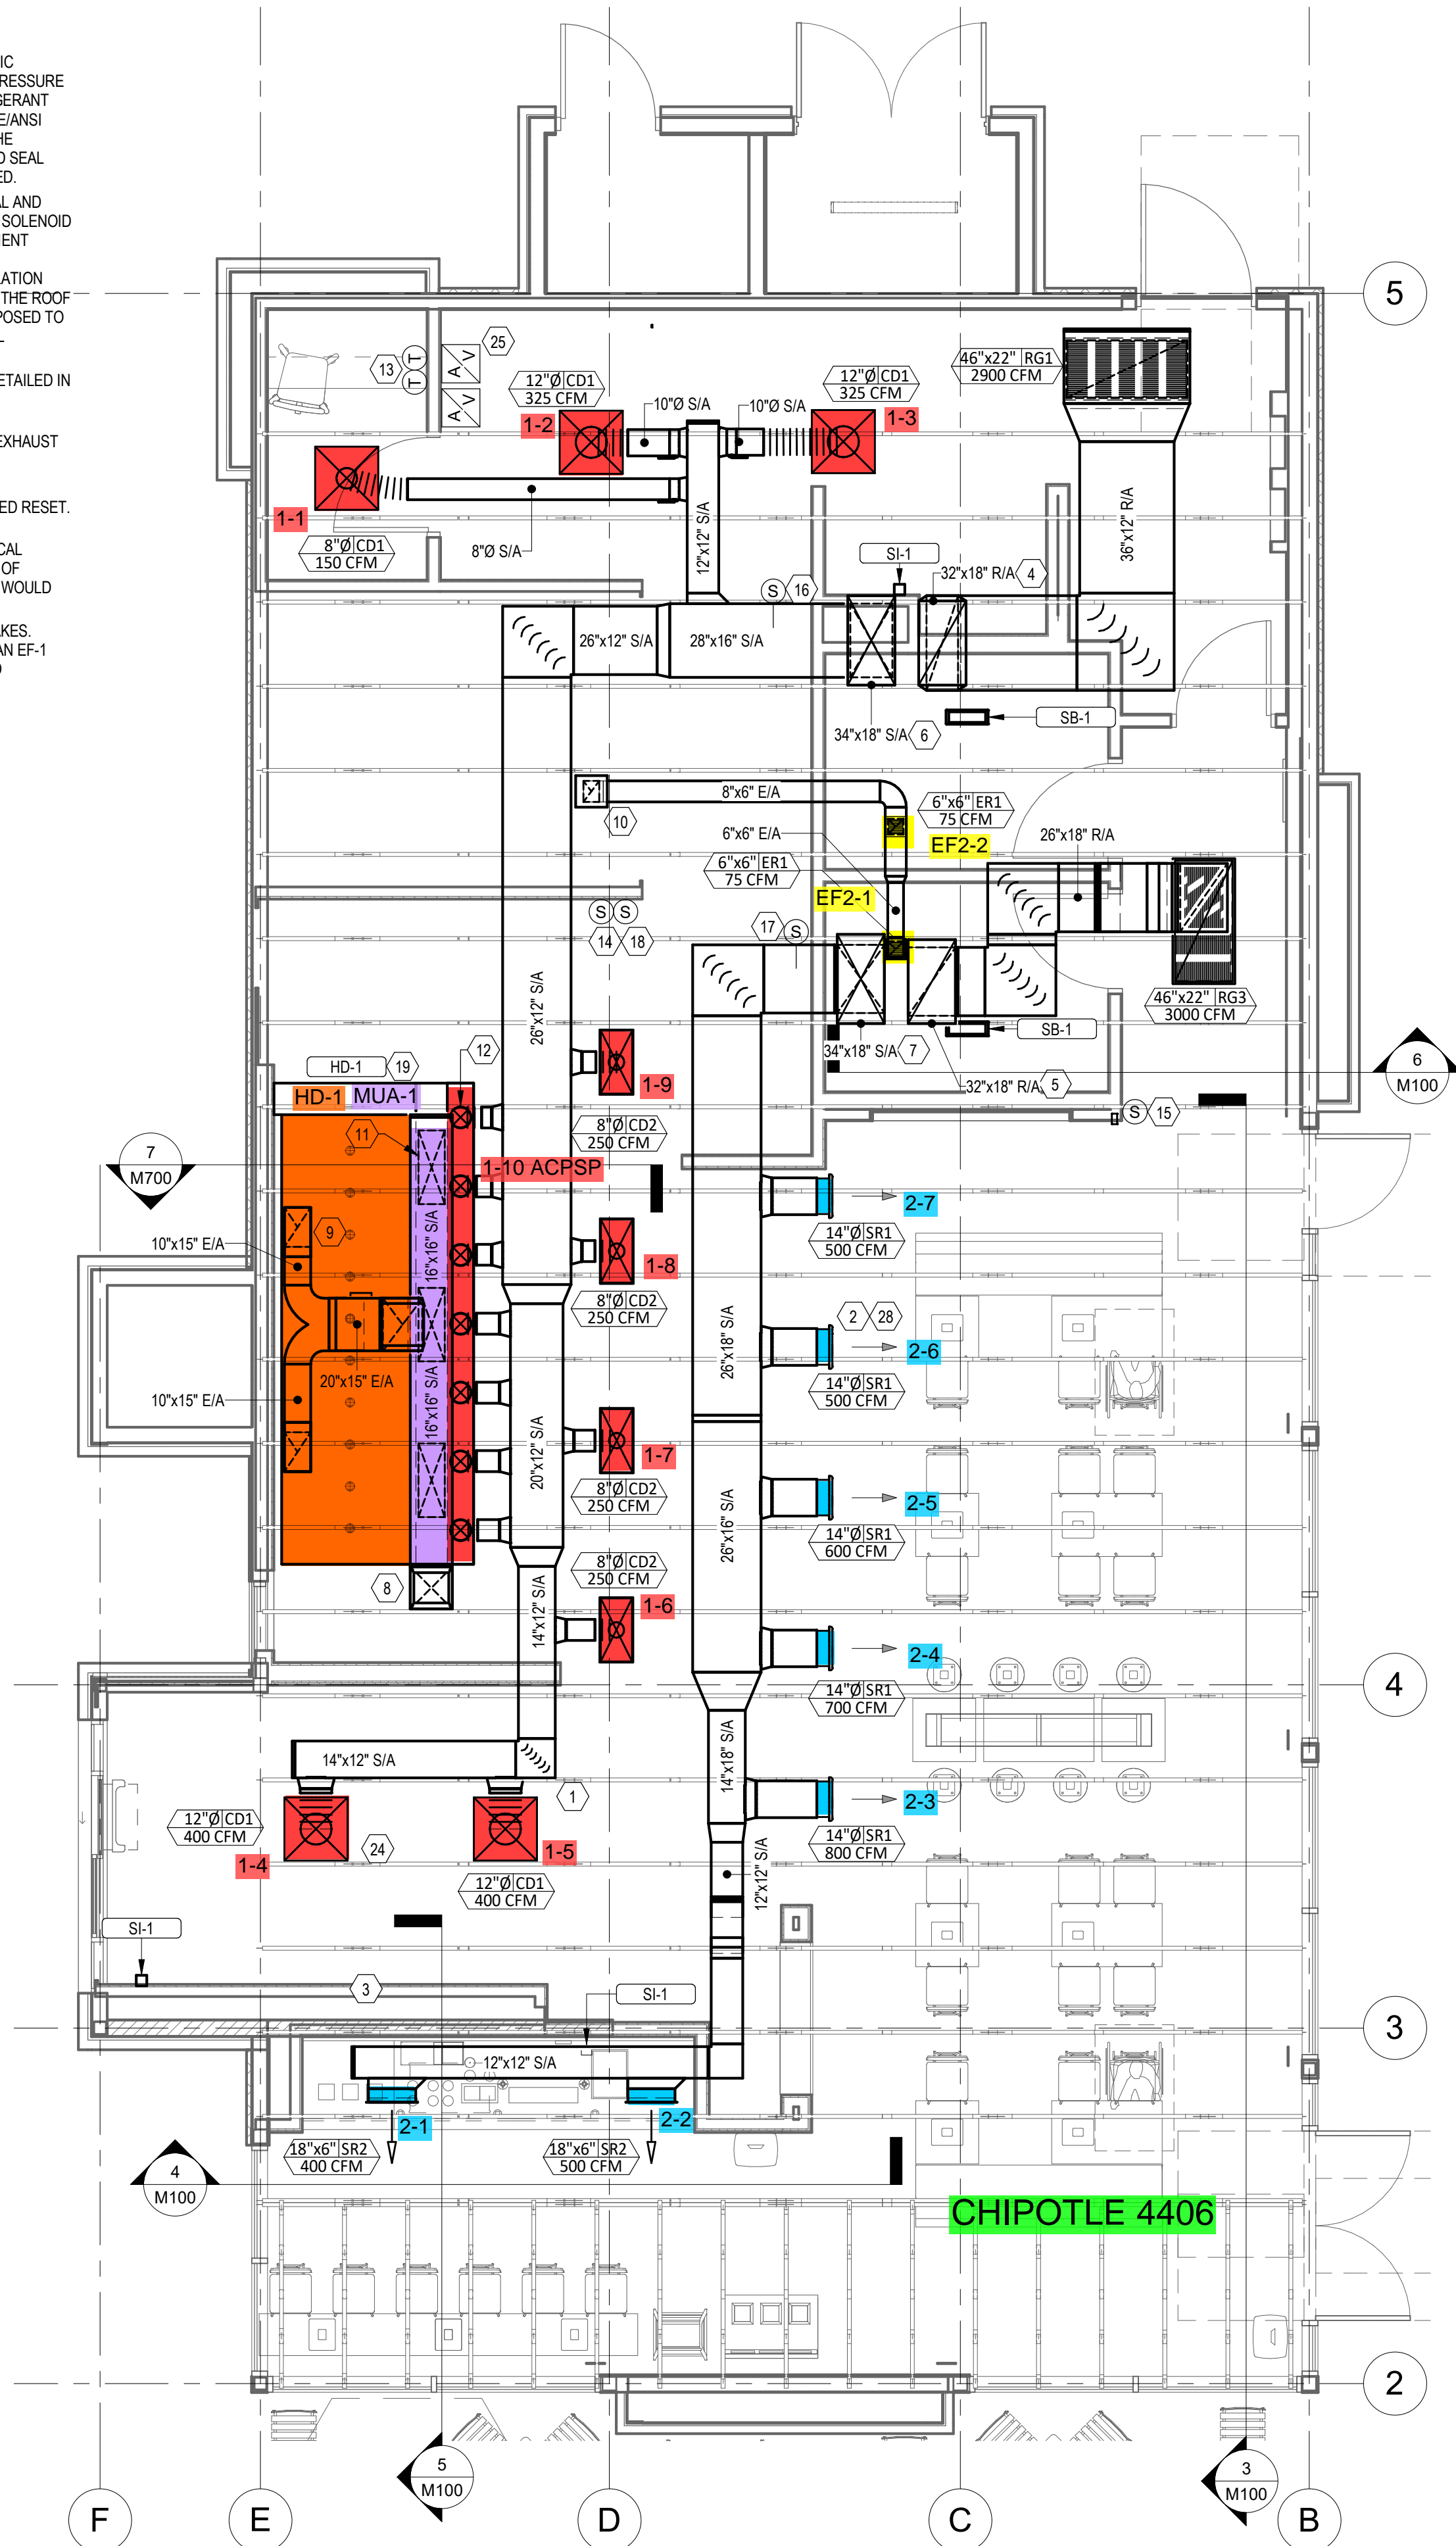 IC
RESSURE
GERANT
E/ANSI
HE
D SEAL
ED.
AL AND
SOLENOID
MENT
LATION
THE ROOF
POSED TO
ETAILED IN
EXHAUST
ED RESET.
CAL
OF
WOULD
AKES.
AN EF-1
5
13
T
T
A V
A V
25
12"Ø CD1
325 CFM
1-2
10"Ø S/A
10"Ø S/A
12"Ø CD1
325 CFM
1-3
46"x22" RG1
2900 CFM
1-1
8"Ø CD1
150 CFM
8"Ø S/A
12"x12" S/A
36"x12" R/A
SI-1
S 16
32"x18" R/A 4
26"x12" S/A
28"x16" S/A
34"x18" S/A 6
SB-1
8"x6" E/A
10
6"x6" ER1
75 CFM
EF2-2
6"x6" E/A
26"x18" R/A
6"x6" ER1
75 CFM
EF2-1
S S
14 18
17 S
46"x22" RG3
3000 CFM
26"x12" S/A
34"x18" S/A 7
SB-1
32"x18" R/A 5
6
M100
HD-1 19
12
HD-1
MUA-1
1-9
8"Ø CD2
250 CFM
S 15
11
7
M700
1-10 ACPSP
2-7
14"Ø SR1
500 CFM
9
10"x15" E/A
16"x16" S/A
1-8
8"Ø CD2
250 CFM
26"x18" S/A
2 28
2-6
14"Ø SR1
500 CFM
20"x15" E/A
10"x15" E/A
16"x16" S/A
20"x12" S/A
1-7
8"Ø CD2
250 CFM
26"x16" S/A
2-5
14"Ø SR1
600 CFM
8
8"Ø CD2
250 CFM
14"x12" S/A
1-6
2-4
14"Ø SR1
700 CFM
4
14"x12" S/A
14"x18" S/A
1
2-3
14"Ø SR1
800 CFM
12"Ø CD1
400 CFM
1-4
24
1-5
12"Ø CD1
400 CFM
12"x12" S/A
SI-1
3
SI-1
3
12"x12" S/A
2-1
2-2
18"x6" SR2
400 CFM
18"x6" SR2
500 CFM
4
M100
CHIPOTLE 4406
2
5
M100
3
M100
F
E
D
C
B